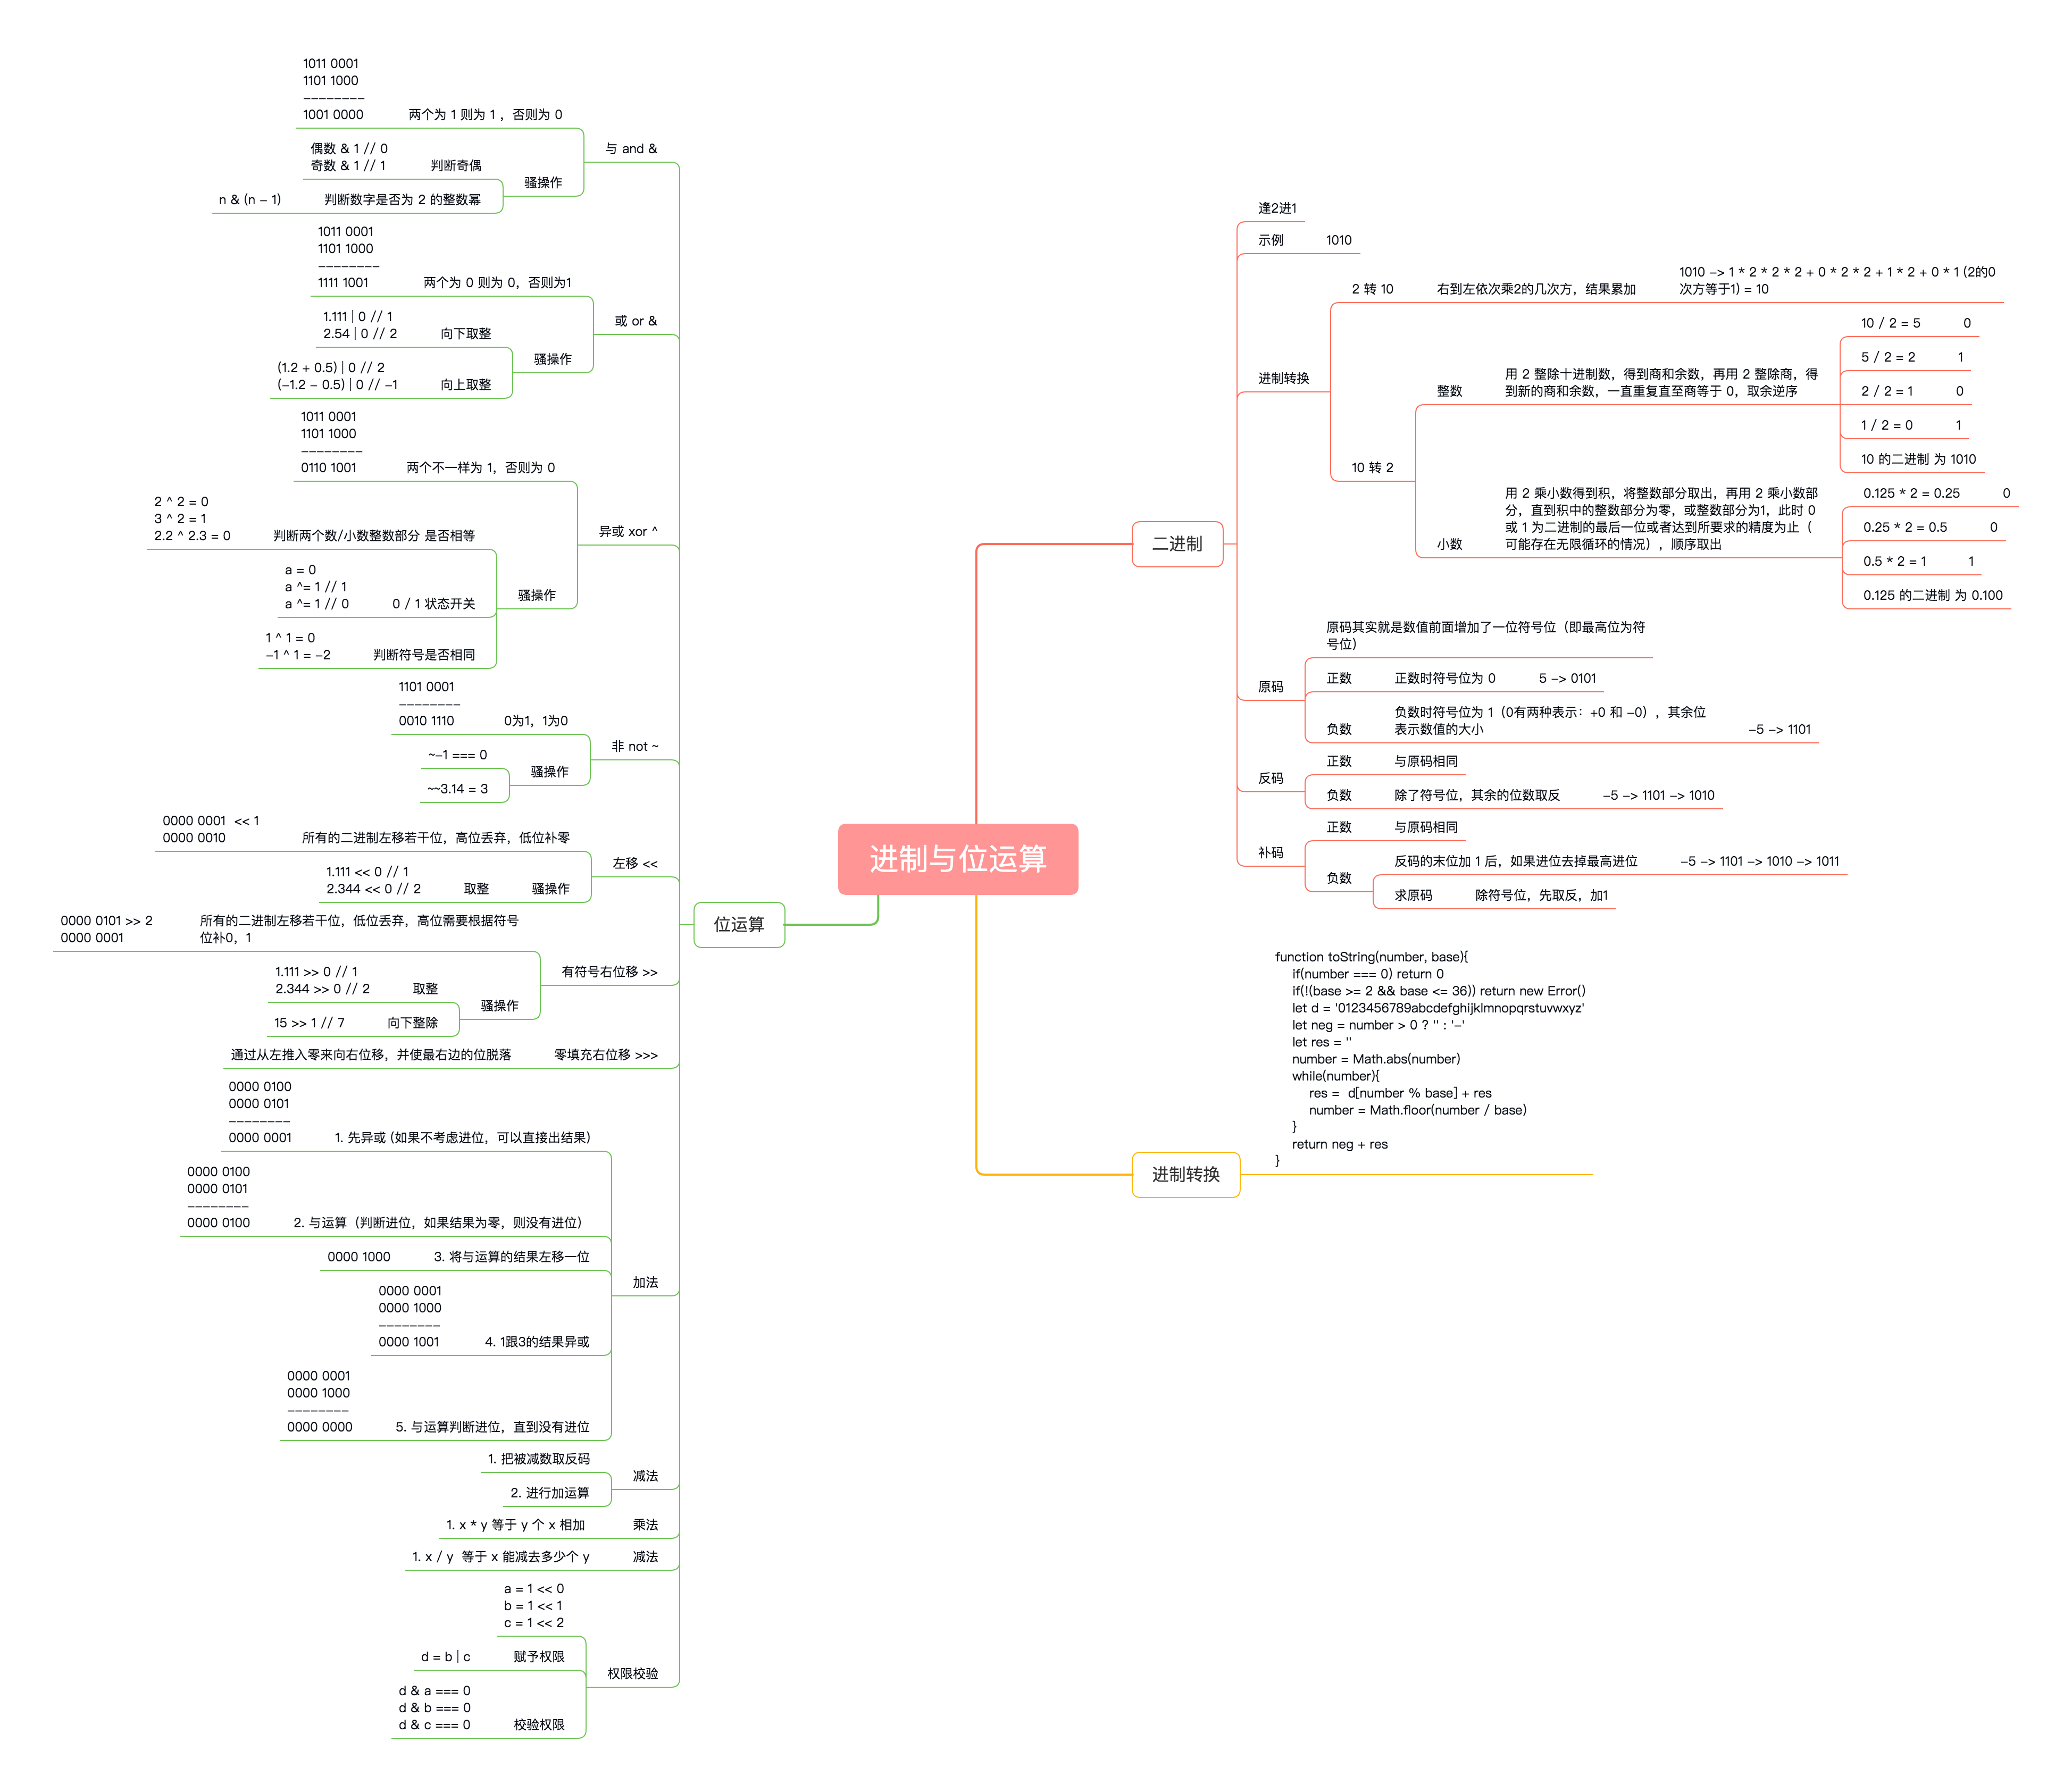 进制与位运算
二进制
逢2进1
示例
1010
进制转换
2 转 10
右到左依次乘2的几次方，结果累加
1010 -> 1 * 2 * 2 * 2 + 0 * 2 * 2 + 1 * 2 + 0 * 1 (2的0
次方等于1) = 10
10 转 2
整数
用 2 整除十进制数，得到商和余数，再用 2 整除商，得
到新的商和余数，一直重复直至商等于 0，取余逆序
10 / 2 = 5
0
5 / 2 = 2
1
2 / 2 = 1
0
1 / 2 = 0
1
10 的二进制 为 1010
小数
用 2 乘小数得到积，将整数部分取出，再用 2 乘小数部
分，直到积中的整数部分为零，或整数部分为1，此时 0
或 1 为二进制的最后一位或者达到所要求的精度为止（
可能存在无限循环的情况），顺序取出
0.125 * 2 = 0.25
0
0.25 * 2 = 0.5
0
0.5 * 2 = 1
1
0.125 的二进制 为 0.100
原码
原码其实就是数值前面增加了一位符号位（即最高位为符
号位）
正数
正数时符号位为 0
5 -> 0101
负数
负数时符号位为 1（0有两种表示：+0 和 -0），其余位
表示数值的大小
-5 -> 1101
反码
正数
与原码相同
负数
除了符号位，其余的位数取反
-5 -> 1101 -> 1010
补码
正数
与原码相同
负数
反码的末位加 1 后，如果进位去掉最高进位
-5 -> 1101 -> 1010 -> 1011
求原码
除符号位，先取反，加1
进制转换
function toString(number, base){
if(number === 0) return 0
if(!(base >= 2 && base <= 36)) return new Error()
let d = '0123456789abcdefghijklmnopqrstuvwxyz'
let neg = number > 0 ? '' : '-'
let res = ''
number = Math.abs(number)
while(number){
res =  d[number % base] + res
number = Math.floor(number / base)
}
return neg + res
}
位运算
与 and &
两个为 1 则为 1 ，否则为 0
1011 0001
1101 1000
--------
1001 0000
骚操作
判断奇偶
偶数 & 1 // 0
奇数 & 1 // 1
判断数字是否为 2 的整数幂
n & (n - 1)
或 or &
两个为 0 则为 0，否则为1
1011 0001
1101 1000
--------
1111 1001
骚操作
向下取整
1.111 | 0 // 1
2.54 | 0 // 2
向上取整
(1.2 + 0.5) | 0 // 2
(-1.2 - 0.5) | 0 // -1
异或 xor ^
两个不一样为 1，否则为 0
1011 0001
1101 1000
--------
0110 1001
骚操作
判断两个数/小数整数部分 是否相等
2 ^ 2 = 0
3 ^ 2 = 1
2.2 ^ 2.3 = 0
0 / 1 状态开关
a = 0
a ^= 1 // 1
a ^= 1 // 0
判断符号是否相同
1 ^ 1 = 0
-1 ^ 1 = -2
非 not ~
0为1，1为0
1101 0001
--------
0010 1110
骚操作
~-1 === 0
~~3.14 = 3
左移 <<
所有的二进制左移若干位，高位丢弃，低位补零
0000 0001  << 1
0000 0010
骚操作
取整
1.111 << 0 // 1
2.344 << 0 // 2
有符号右位移 >>
所有的二进制左移若干位，低位丢弃，高位需要根据符号
位补0，1
0000 0101 >> 2
0000 0001
骚操作
取整
1.111 >> 0 // 1
2.344 >> 0 // 2
向下整除
15 >> 1 // 7
零填充右位移 >>>
通过从左推入零来向右位移，并使最右边的位脱落
加法
1. 先异或 (如果不考虑进位，可以直接出结果)
0000 0100
0000 0101
--------
0000 0001
2. 与运算（判断进位，如果结果为零，则没有进位）
0000 0100
0000 0101
--------
0000 0100
3. 将与运算的结果左移一位
0000 1000
4. 1跟3的结果异或
0000 0001
0000 1000
--------
0000 1001
5. 与运算判断进位，直到没有进位
0000 0001
0000 1000
--------
0000 0000
减法
1. 把被减数取反码
2. 进行加运算
乘法
1. x * y 等于 y 个 x 相加
减法
1. x / y  等于 x 能减去多少个 y
权限校验
a = 1 << 0
b = 1 << 1
c = 1 << 2
赋予权限
d = b | c
校验权限
d & a === 0
d & b === 0
d & c === 0